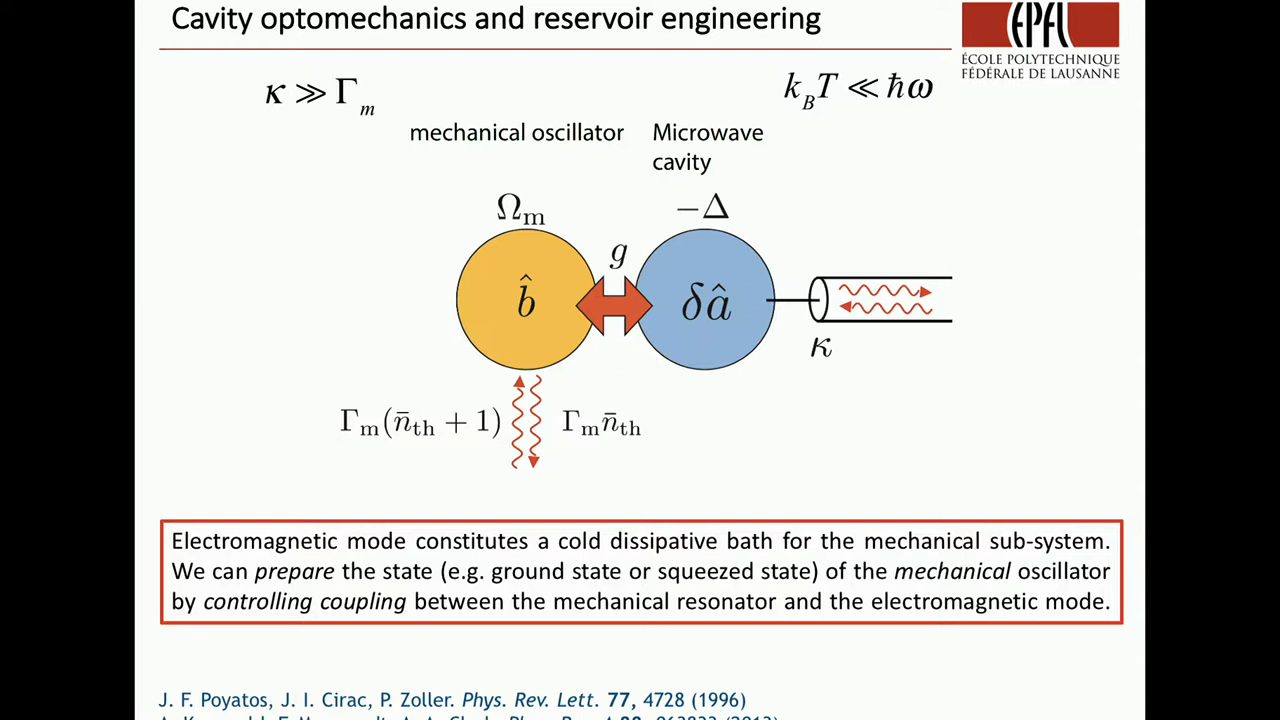 Cavity optomechanics and reservoir engineering
EPFL
ÉCOLE POLYTECHNIQUE
FÉDÉRALE DE LAUSANNE
κ ≫ Γ_m
k_B T ≪ ħω
mechanical oscillator
Microwave
cavity
Ω_m
−Δ
g
b̂
δâ
κ
Γ_m(n̄_th + 1)
Γ_m n̄_th
Electromagnetic mode constitutes a cold dissipative bath for the mechanical sub-system.
We can prepare the state (e.g. ground state or squeezed state) of the mechanical oscillator
by controlling coupling between the mechanical resonator and the electromagnetic mode.
J. F. Poyatos, J. I. Cirac, P. Zoller. Phys. Rev. Lett. 77, 4728 (1996)